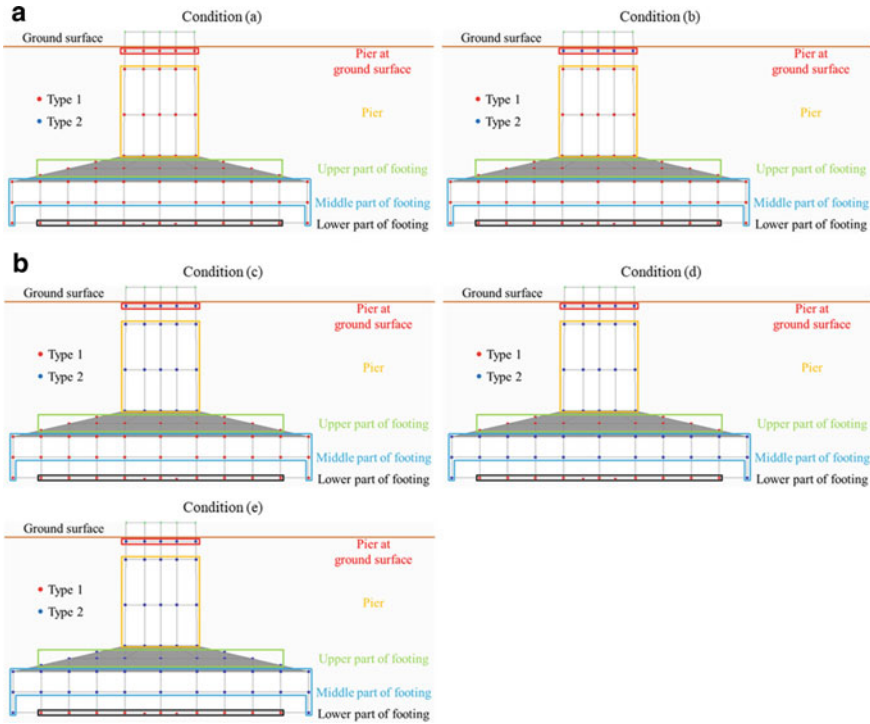 a
Condition (a)
Ground surface
Pier at
ground surface
Type 1
Type 2
Pier
Upper part of footing
Middle part of footing
Lower part of footing
Condition (b)
Ground surface
Pier at
ground surface
Type 1
Type 2
Pier
Upper part of footing
Middle part of footing
Lower part of footing
b
Condition (c)
Ground surface
Pier at
ground surface
Type 1
Type 2
Pier
Upper part of footing
Middle part of footing
Lower part of footing
Condition (d)
Ground surface
Pier at
ground surface
Type 1
Type 2
Pier
Upper part of footing
Middle part of footing
Lower part of footing
Condition (e)
Ground surface
Pier at
ground surface
Type 1
Type 2
Pier
Upper part of footing
Middle part of footing
Lower part of footing